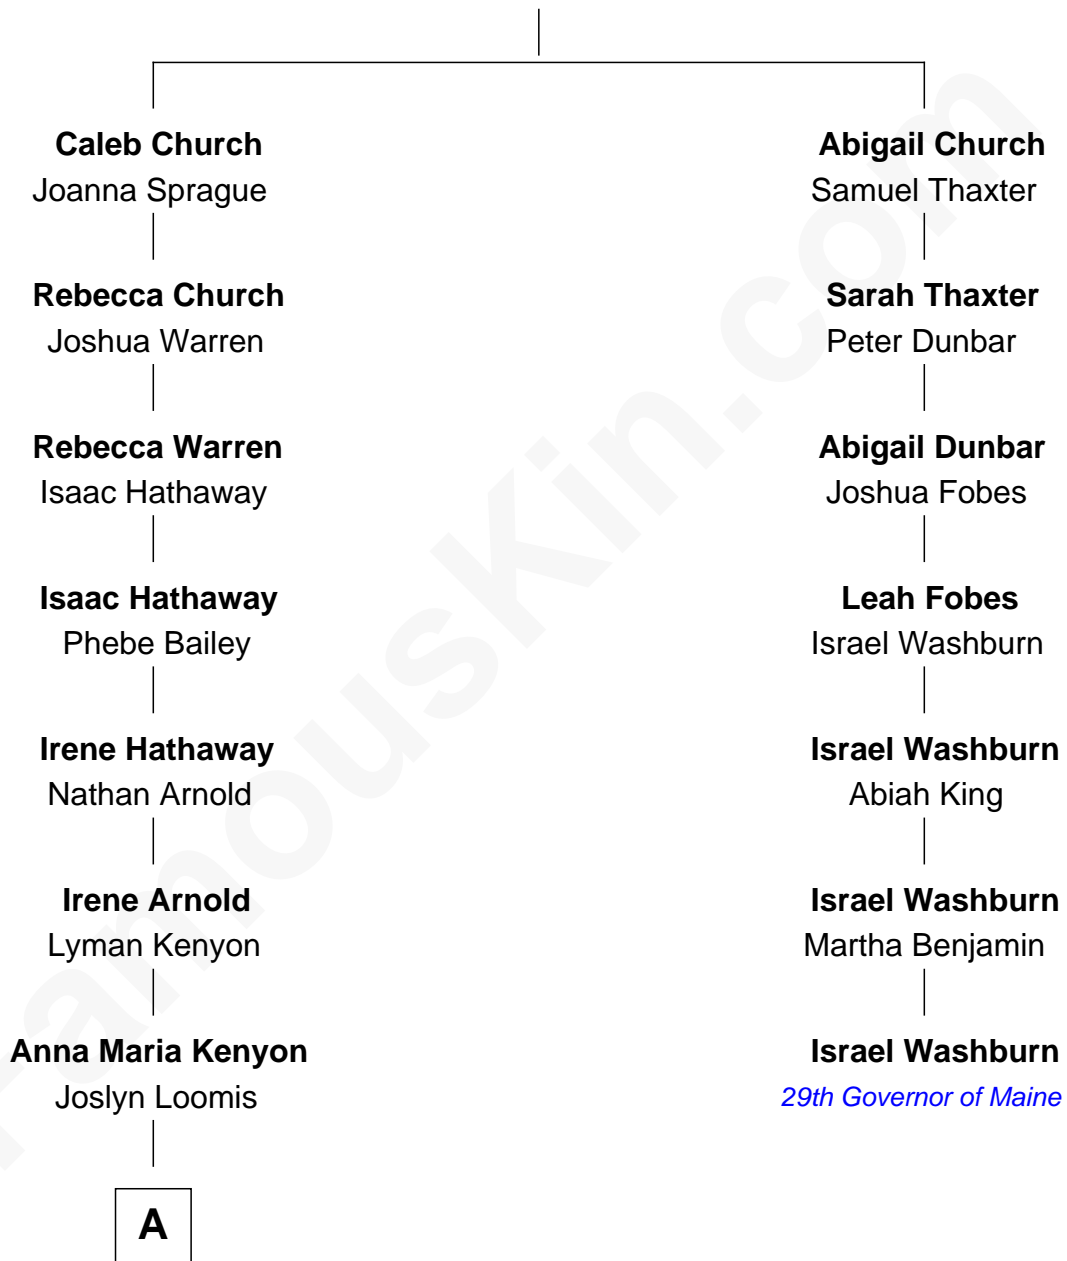 Caleb Church
Joanna Sprague
Rebecca Church
Joshua Warren
Rebecca Warren
Isaac Hathaway
Isaac Hathaway
Phebe Bailey
Irene Hathaway
Nathan Arnold
Irene Arnold
Lyman Kenyon
Anna Maria Kenyon
Joslyn Loomis
A
Abigail Church
Samuel Thaxter
Sarah Thaxter
Peter Dunbar
Abigail Dunbar
Joshua Fobes
Leah Fobes
Israel Washburn
Israel Washburn
Abiah King
Israel Washburn
Martha Benjamin
Israel Washburn
29th Governor of Maine
FamousKin.com